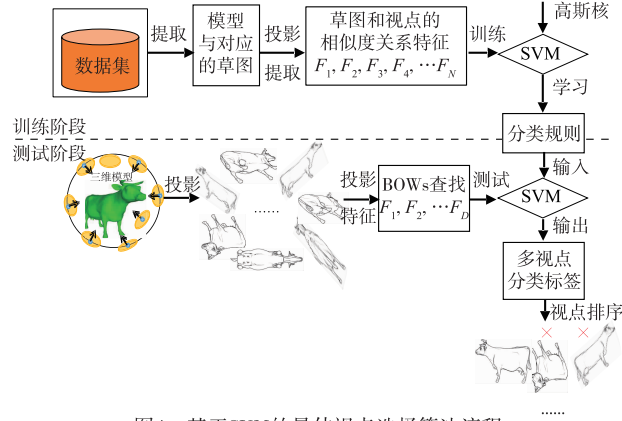 高斯核
数据集
提取
模型
与对应
的草图
投影
提取
草图和视点的
相似度关系特征
F1, F2, F3, F4, …FN
训练
SVM
学习
训练阶段
分类规则
测试阶段
输入
三维模型
投影
......
投影
特征
BOWs查找
F1, F2, …FD
测试
SVM
输出
多视点
分类标签
视点排序
× ×
......